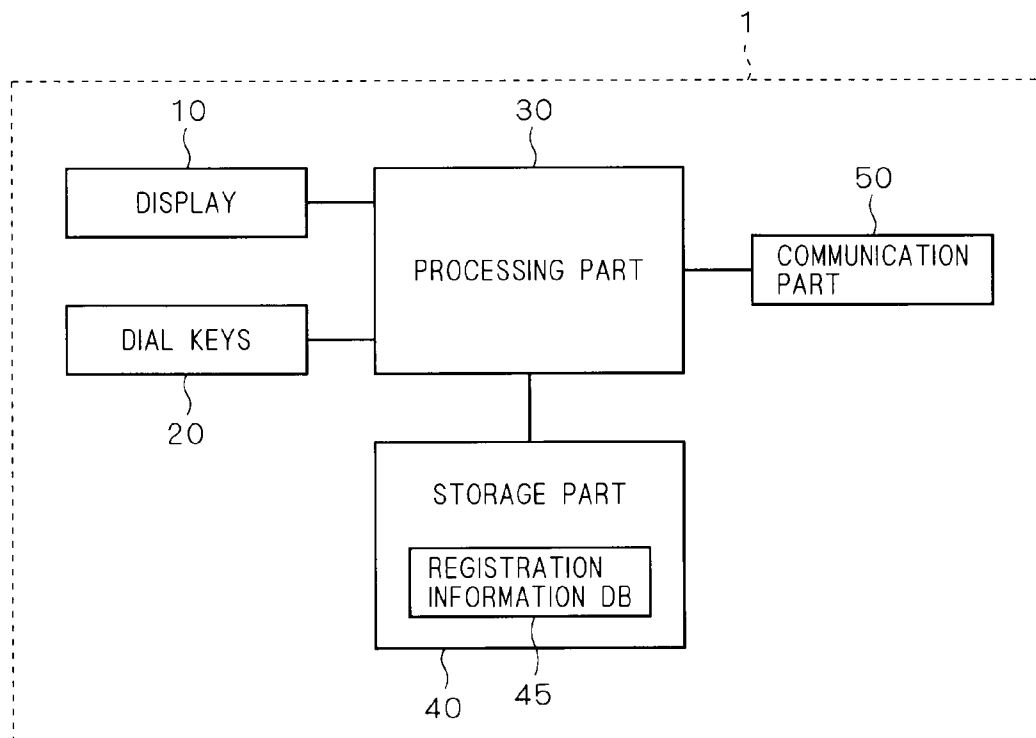 1
10
30
DISPLAY
50
PROCESSING PART
COMMUNICATION
PART
DIAL KEYS
20
STORAGE PART
REGISTRATION
INFORMATION DB
40
45